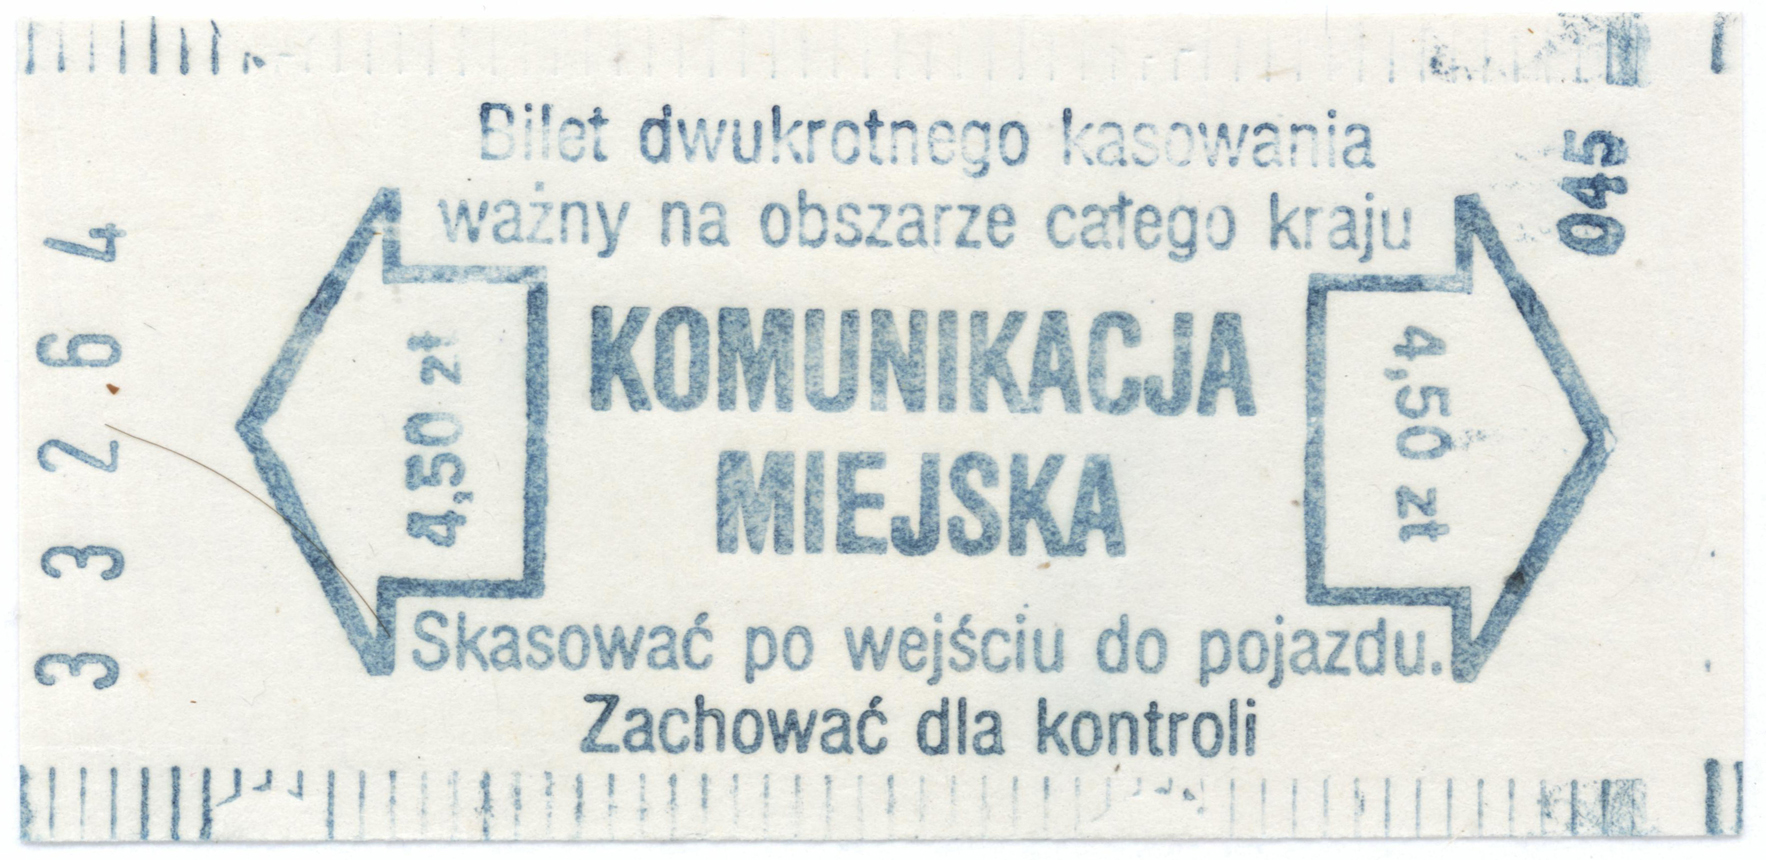 Bilet dwukrotnego kasowania
ważny na obszarze całego kraju
KOMUNIKACJA
MIEJSKA
4,50 zł
4,50 zł
Skasować po wejściu do pojazdu.
Zachować dla kontroli
33264
045